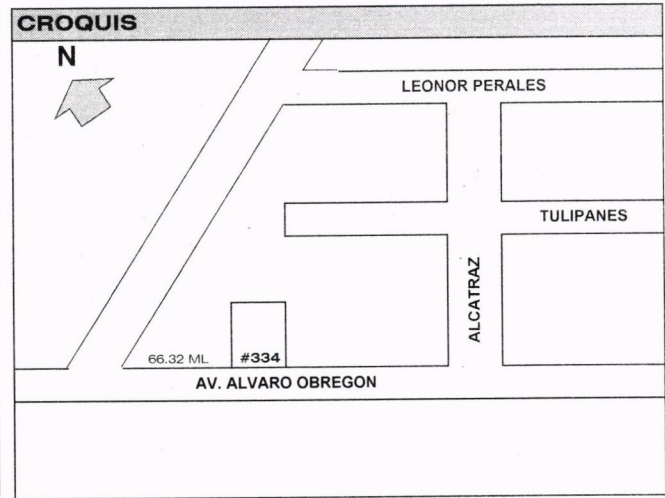 CROQUIS
N
LEONOR PERALES
TULIPANES
ALCATRAZ
66.32 ML
#334
AV. ALVARO OBREGON